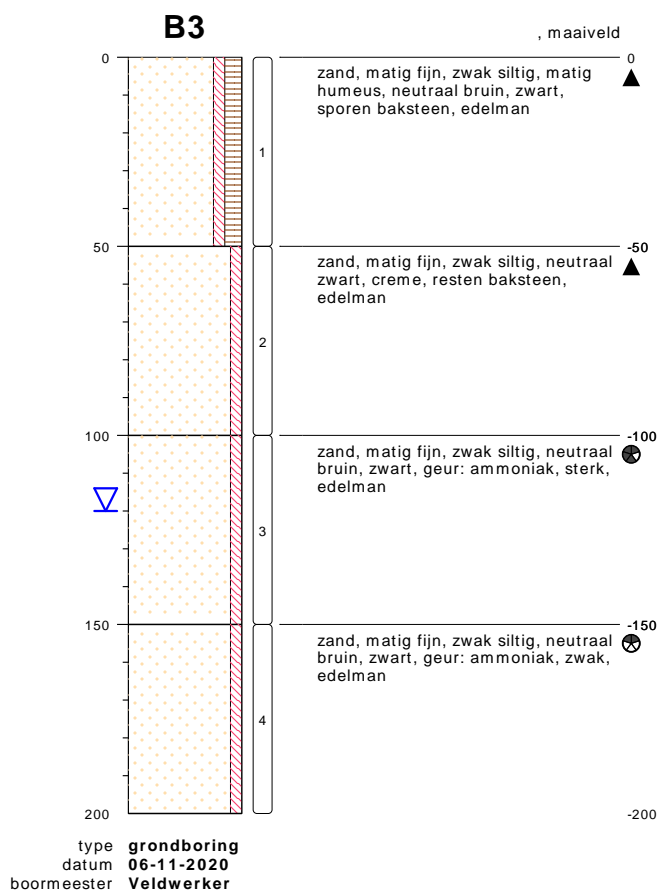 B3
, maaiveld
0
0
zand, matig fijn, zwak siltig, matig
humeus, neutraal bruin, zwart,
sporen baksteen, edelman
1
50
-50
zand, matig fijn, zwak siltig, neutraal
zwart, creme, resten baksteen,
edelman
2
100
-100
zand, matig fijn, zwak siltig, neutraal
bruin, zwart, geur: ammoniak, sterk,
edelman
3
150
-150
zand, matig fijn, zwak siltig, neutraal
bruin, zwart, geur: ammoniak, zwak,
edelman
4
200
-200
type grondboring
datum 06-11-2020
boormeester Veldwerker